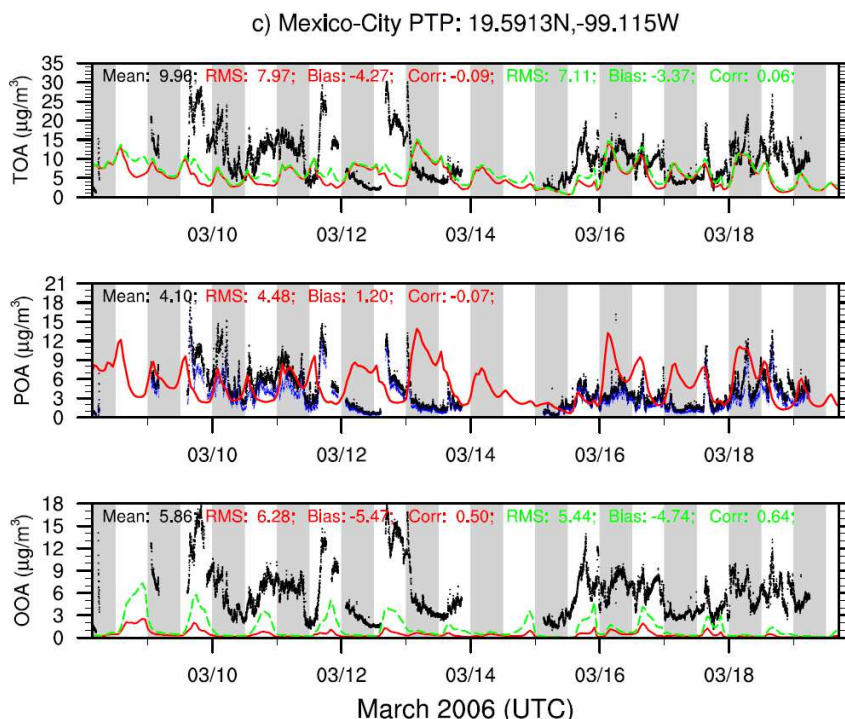 c) Mexico-City PTP: 19.5913N,-99.115W
TOA (µg/m³)
35
30
25
20
15
10
5
0
Mean: 9.96; RMS: 7.97; Bias: -4.27; Corr: -0.09; RMS: 7.11; Bias: -3.37; Corr: 0.06;
03/10 03/12 03/14 03/16 03/18
POA (µg/m³)
21
18
15
12
9
6
3
0
Mean: 4.10; RMS: 4.48; Bias: 1.20; Corr: -0.07;
03/10 03/12 03/14 03/16 03/18
OOA (µg/m³)
18
15
12
9
6
3
0
Mean: 5.86; RMS: 6.28; Bias: -5.47; Corr: 0.50; RMS: 5.44; Bias: -4.74; Corr: 0.64;
03/10 03/12 03/14 03/16 03/18
March 2006 (UTC)